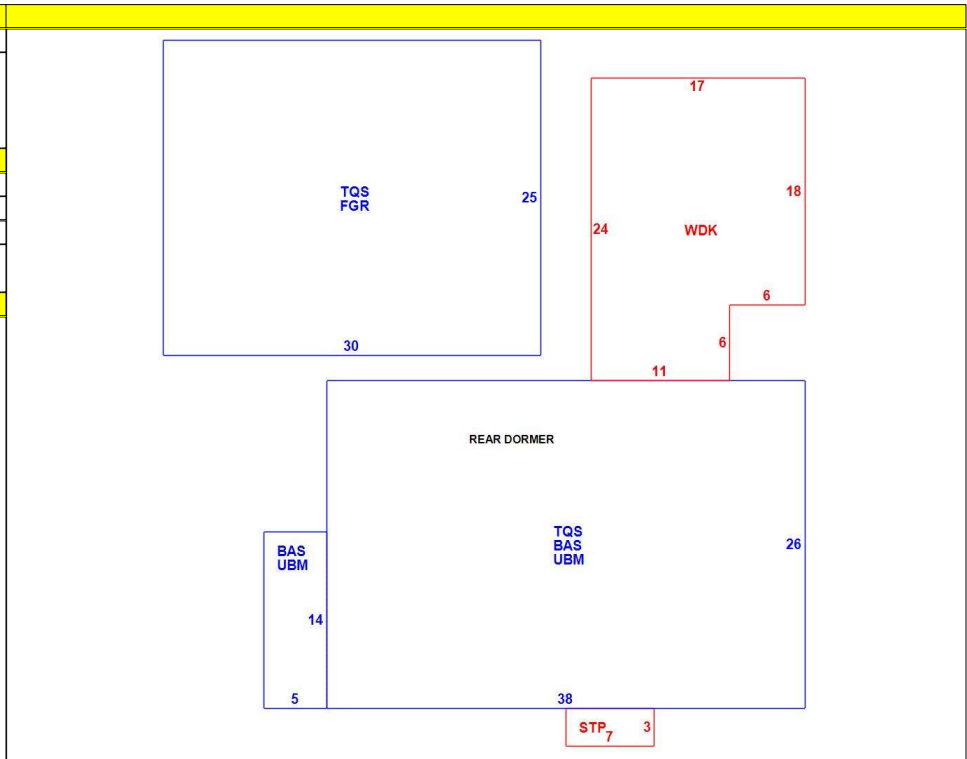 17
TQS
FGR
25
18
24
WDK
6
30
6
11
REAR DORMER
TQS
BAS
UBM
26
BAS
UBM
14
5
38
STP
7
3